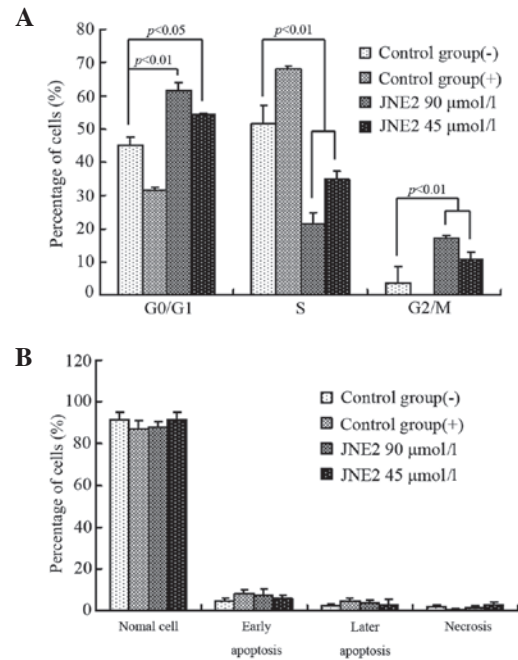 A
p<0.05
p<0.01
p<0.01
p<0.01
Control group(-)
Control group(+)
JNE2 90 μmol/l
JNE2 45 μmol/l
Percentage of cells (%)
80
70
60
50
40
30
20
10
0
G0/G1
S
G2/M
B
Control group(-)
Control group(+)
JNE2 90 μmol/l
JNE2 45 μmol/l
Percentage of cells (%)
120
100
80
60
40
20
0
Nomal cell
Early
apoptosis
Later
apoptosis
Necrosis